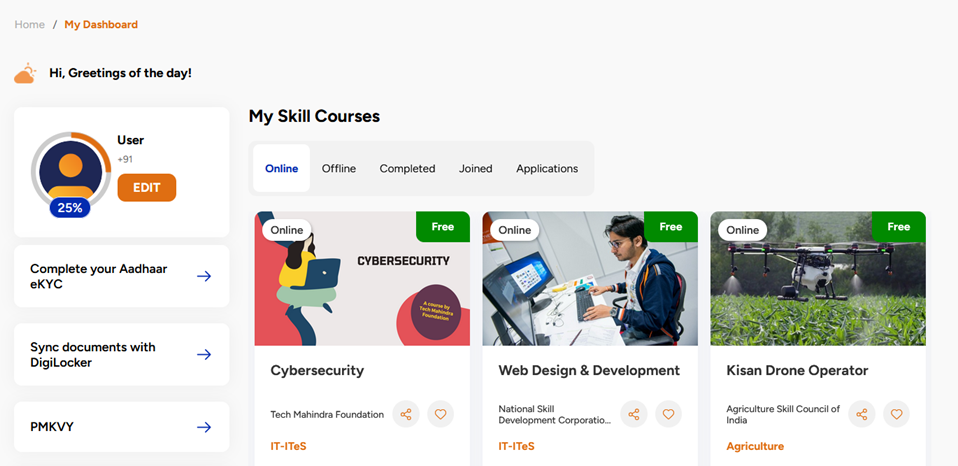 Home / My Dashboard
Hi, Greetings of the day!
User
+91
EDIT
25%
Complete your Aadhaar
eKYC
Sync documents with
DigiLocker
PMKVY
My Skill Courses
Online Offline Completed Joined Applications
Online
Free
CYBERSECURITY
A course by
Tech Mahindra
Foundation
Cybersecurity
Tech Mahindra Foundation
IT-ITeS
Online
Free
Web Design & Development
National Skill
Development Corporatio...
IT-ITeS
Online
Free
Kisan Drone Operator
Agriculture Skill Council of
India
Agriculture